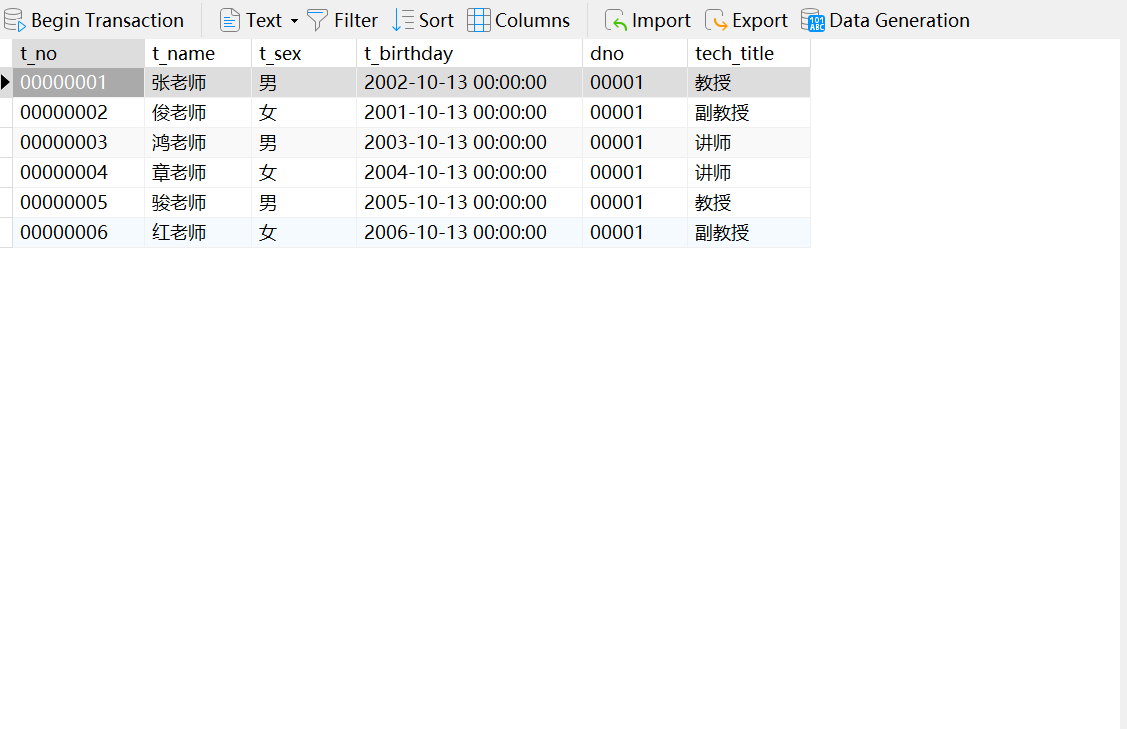 Begin Transaction Text Filter Sort Columns Import Export Data Generation
t_no t_name t_sex t_birthday dno tech_title
00000001 张老师 男 2002-10-13 00:00:00 00001 教授
00000002 俊老师 女 2001-10-13 00:00:00 00001 副教授
00000003 鸿老师 男 2003-10-13 00:00:00 00001 讲师
00000004 章老师 女 2004-10-13 00:00:00 00001 讲师
00000005 骏老师 男 2005-10-13 00:00:00 00001 教授
00000006 红老师 女 2006-10-13 00:00:00 00001 副教授